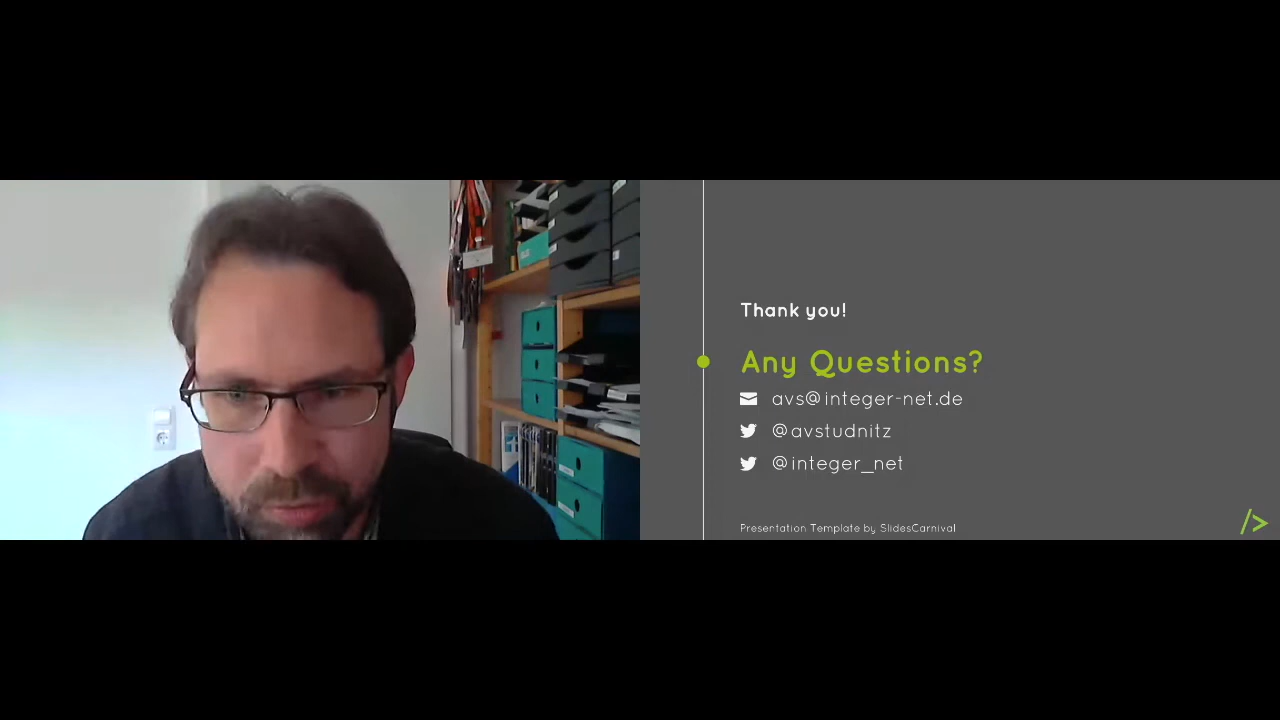 Thank you!
Any Questions?
avs@integer-net.de
@avstudnitz
@integer_net
Presentation Template by SlidesCarnival
/>